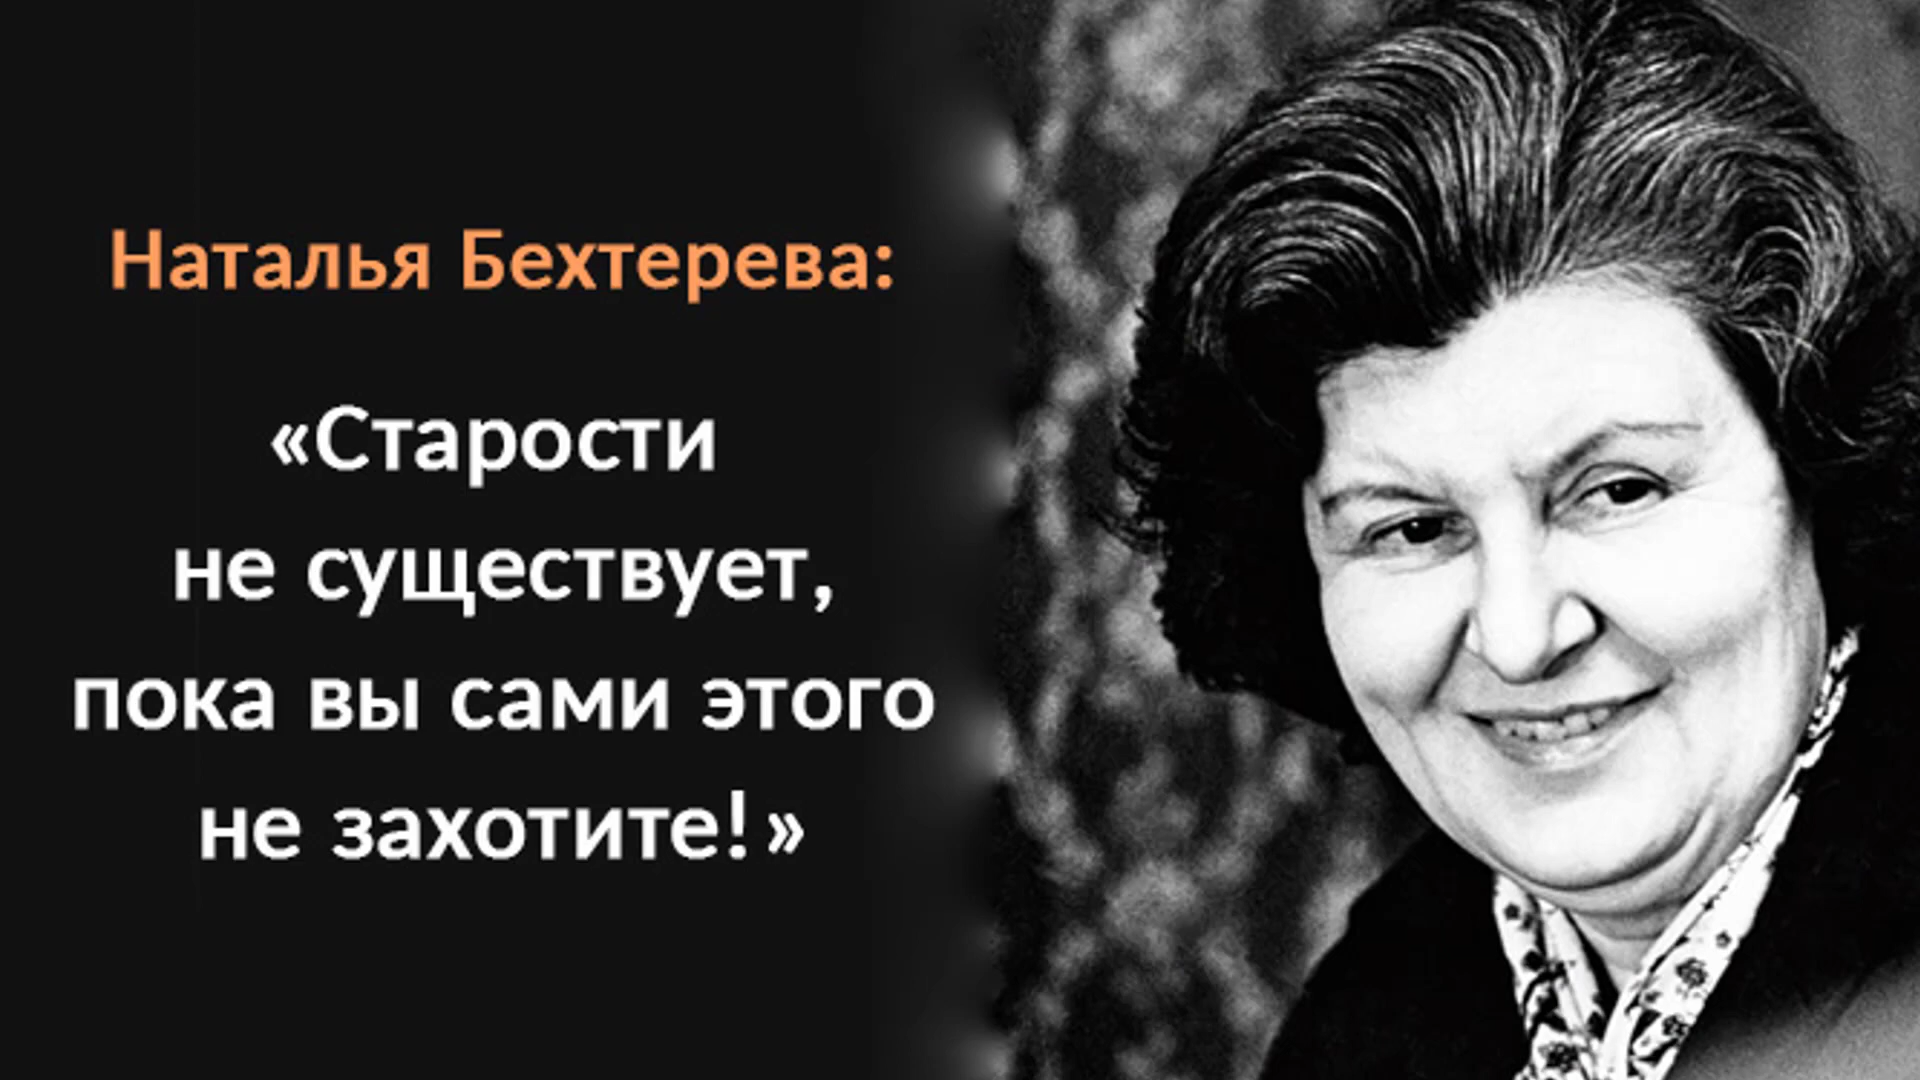 Наталья Бехтерева:
«Старости
не существует,
пока вы сами этого
не захотите!»